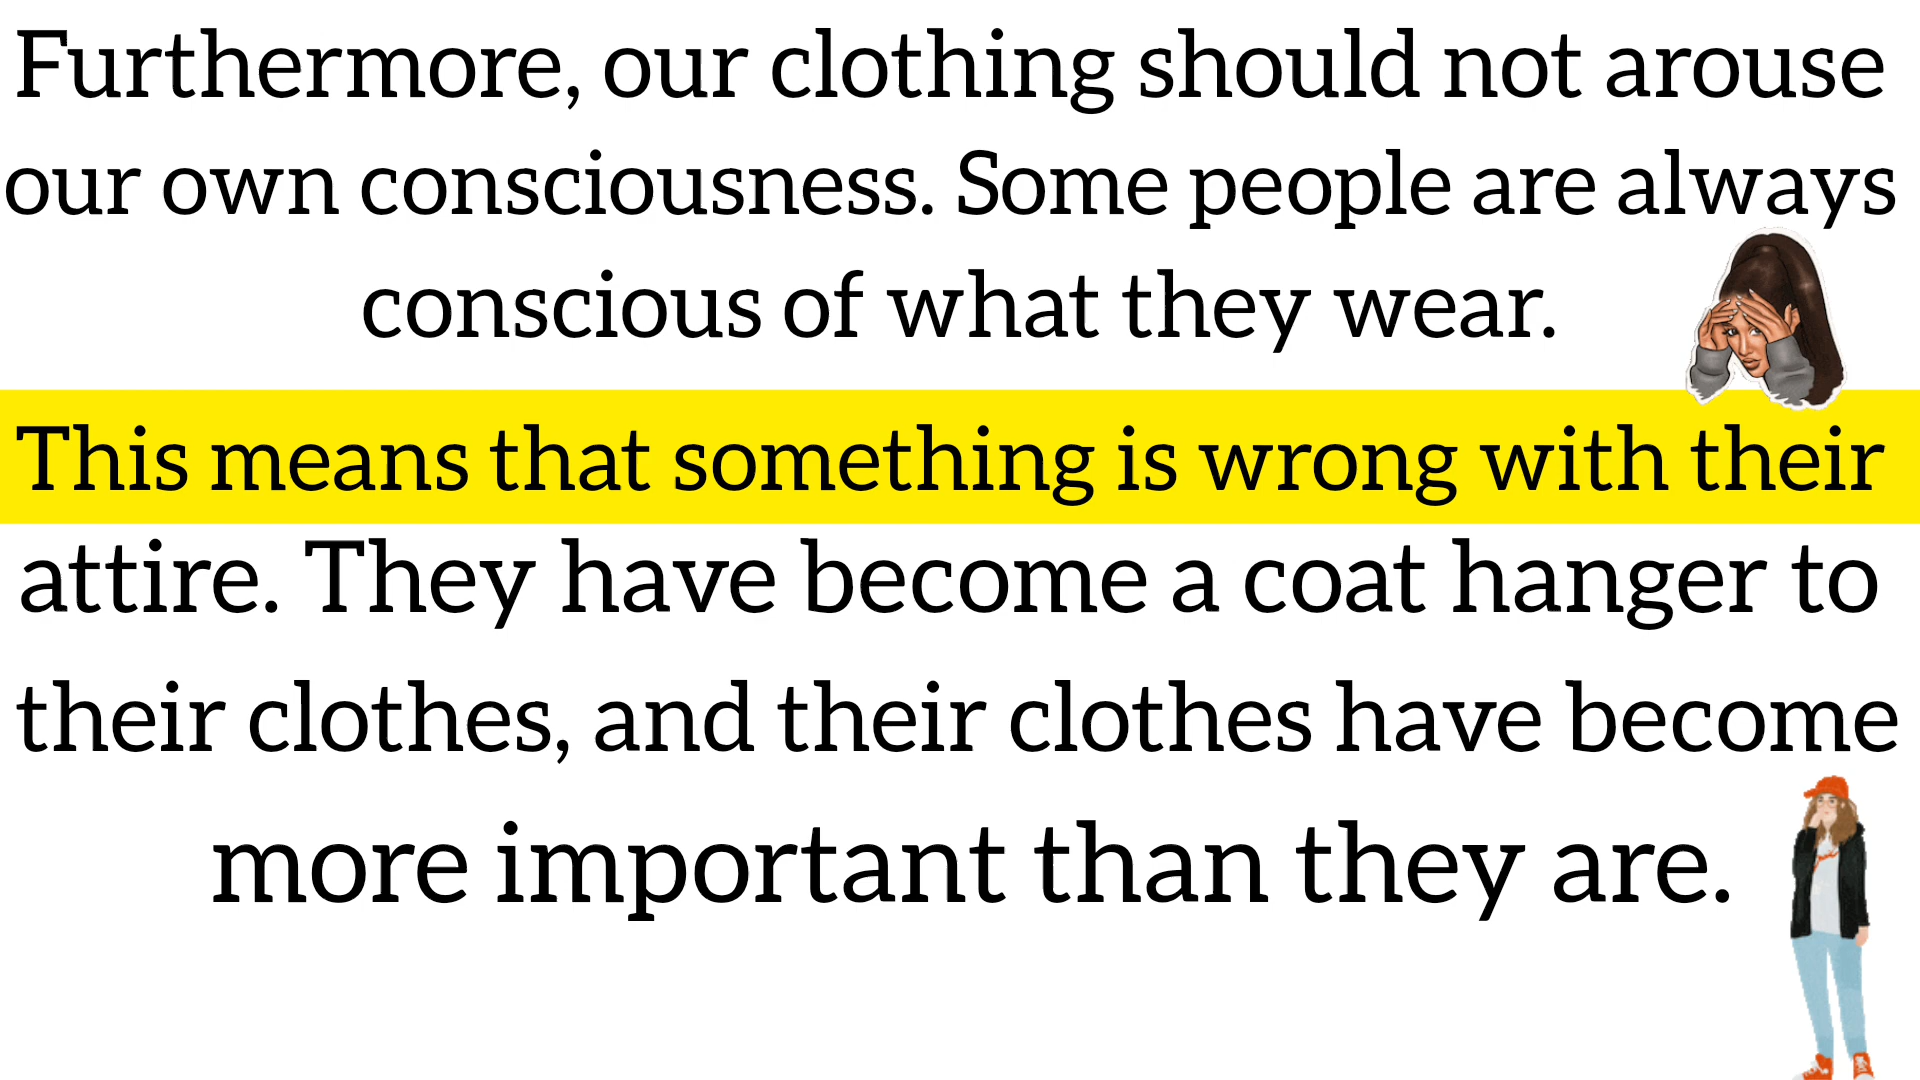 Furthermore, our clothing should not arouse
our own consciousness. Some people are always
conscious of what they wear.
This means that something is wrong with their
attire. They have become a coat hanger to
their clothes, and their clothes have become
more important than they are.